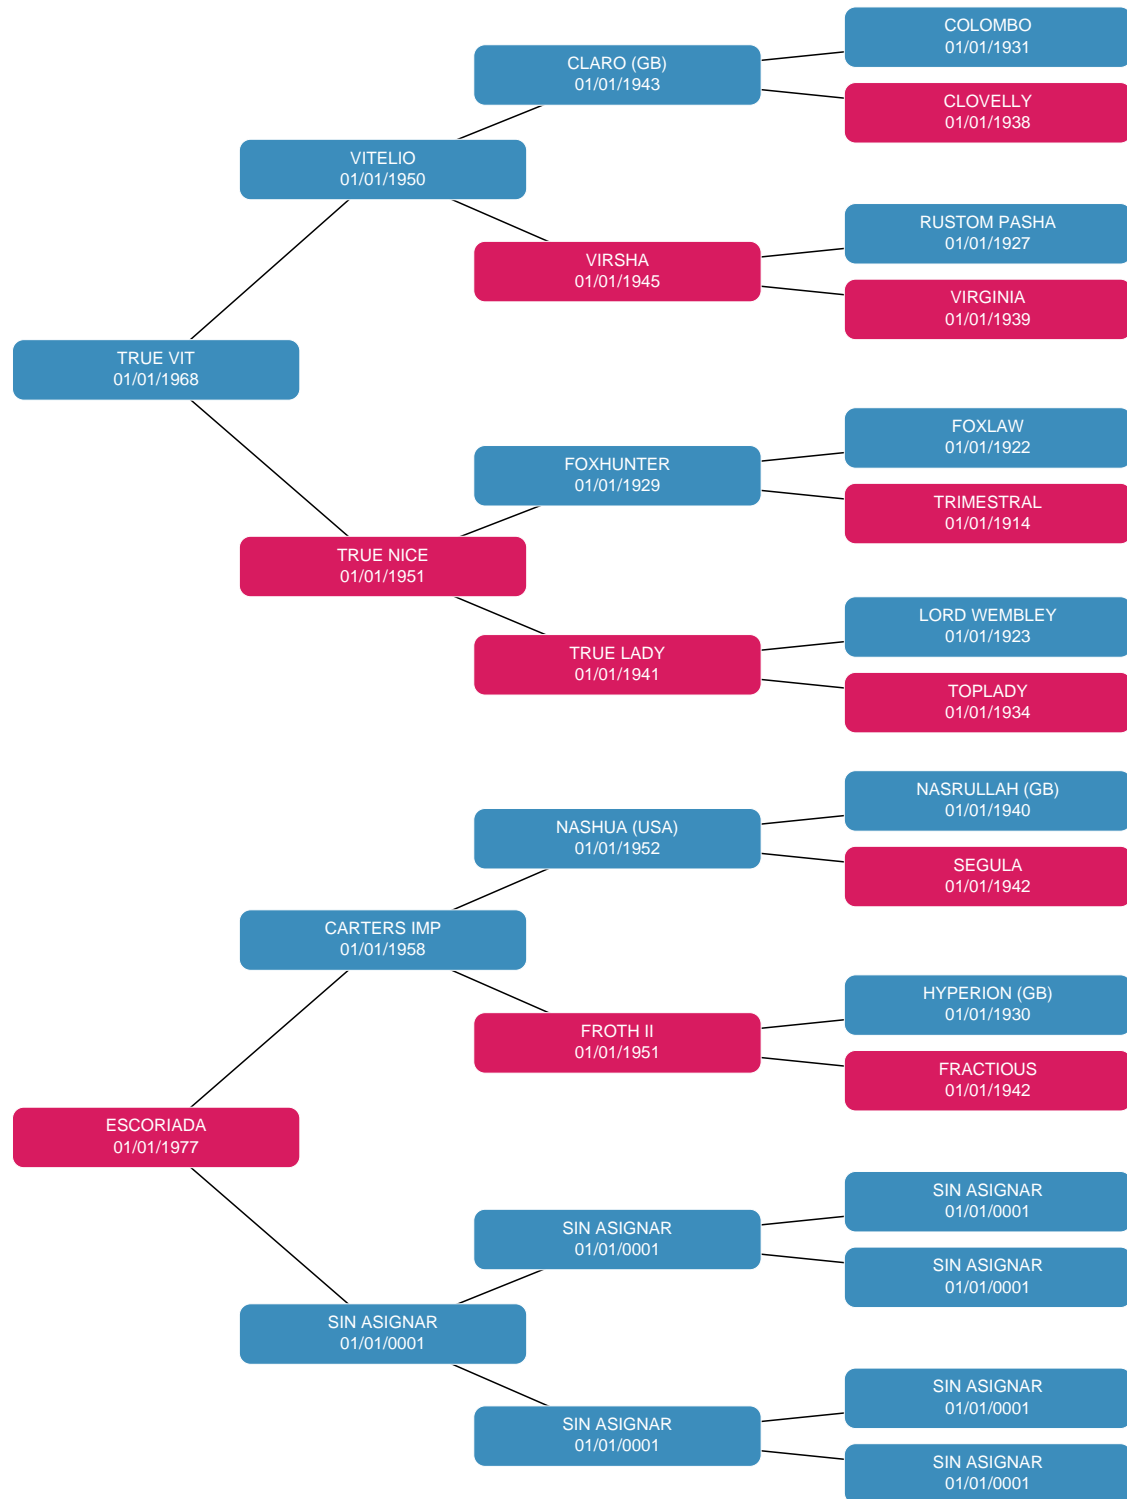 COLOMBO
01/01/1931
CLARO (GB)
01/01/1943
CLOVELLY
01/01/1938
VITELIO
01/01/1950
RUSTOM PASHA
01/01/1927
VIRSHA
01/01/1945
VIRGINIA
01/01/1939
TRUE VIT
01/01/1968
FOXLAW
01/01/1922
FOXHUNTER
01/01/1929
TRIMESTRAL
01/01/1914
TRUE NICE
01/01/1951
LORD WEMBLEY
01/01/1923
TRUE LADY
01/01/1941
TOPLADY
01/01/1934
NASRULLAH (GB)
01/01/1940
NASHUA (USA)
01/01/1952
SEGULA
01/01/1942
CARTERS IMP
01/01/1958
HYPERION (GB)
01/01/1930
FROTH II
01/01/1951
FRACTIOUS
01/01/1942
ESCORIADA
01/01/1977
SIN ASIGNAR
01/01/0001
SIN ASIGNAR
01/01/0001
SIN ASIGNAR
01/01/0001
SIN ASIGNAR
01/01/0001
SIN ASIGNAR
01/01/0001
SIN ASIGNAR
01/01/0001
SIN ASIGNAR
01/01/0001